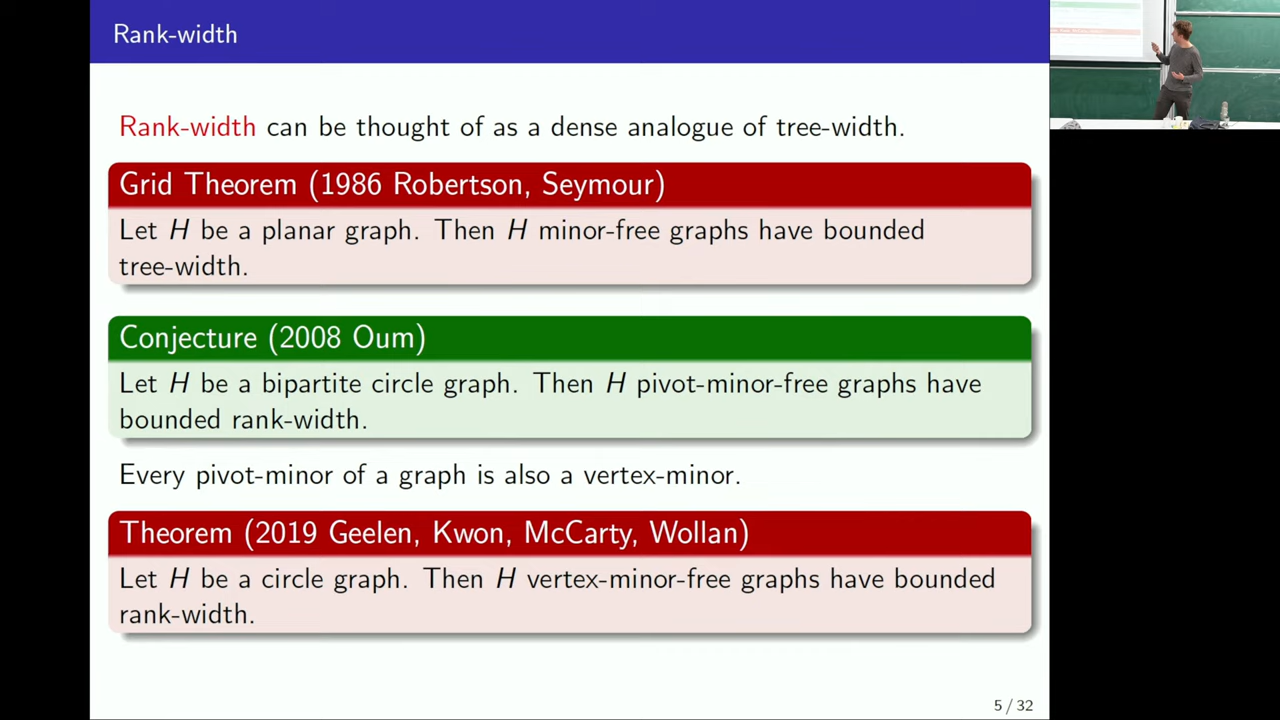 Rank-width
Rank-width can be thought of as a dense analogue of tree-width.
Grid Theorem (1986 Robertson, Seymour)
Let H be a planar graph. Then H minor-free graphs have bounded
tree-width.
Conjecture (2008 Oum)
Let H be a bipartite circle graph. Then H pivot-minor-free graphs have
bounded rank-width.
Every pivot-minor of a graph is also a vertex-minor.
Theorem (2019 Geelen, Kwon, McCarty, Wollan)
Let H be a circle graph. Then H vertex-minor-free graphs have bounded
rank-width.
5 / 32